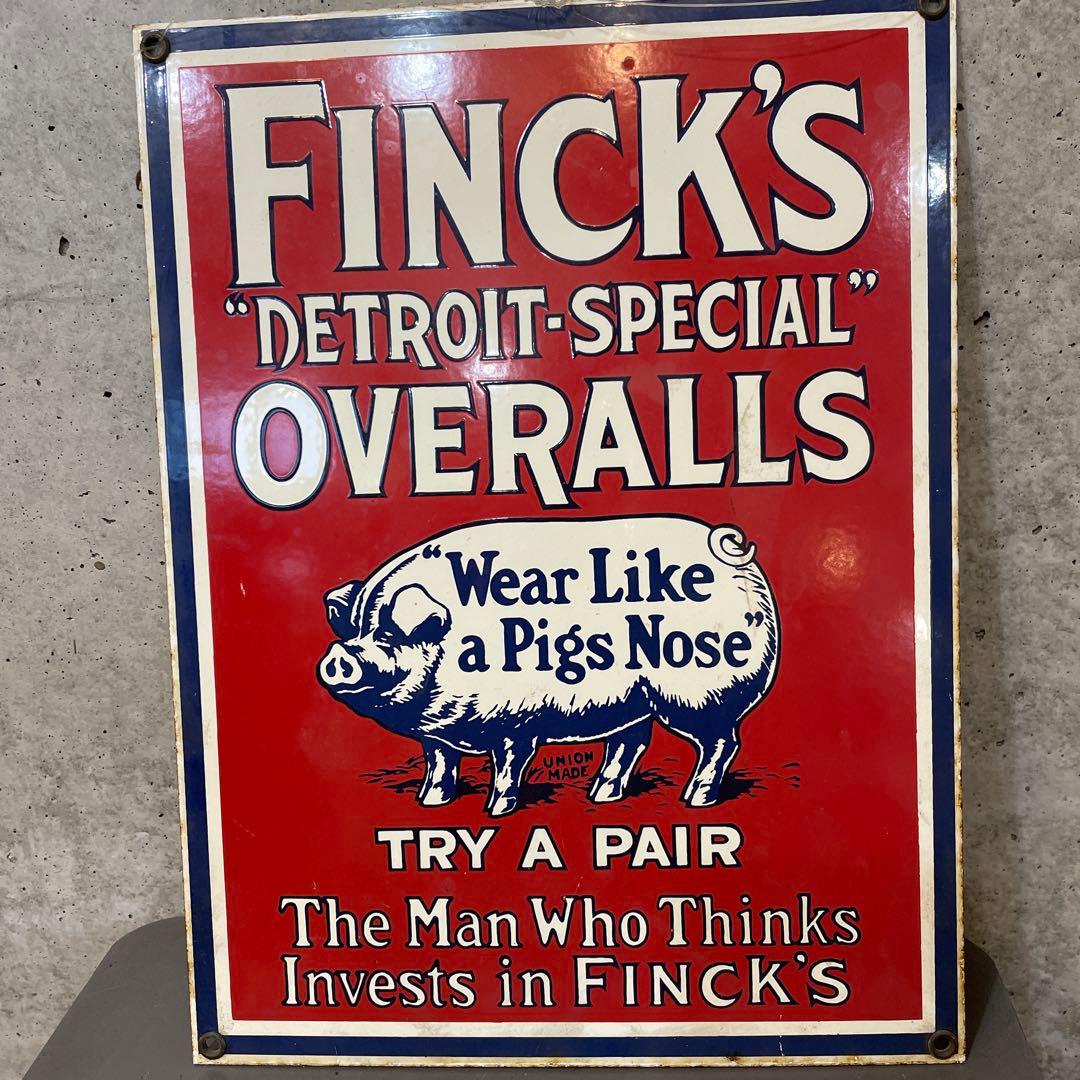 FINCK'S
“DETROIT-SPECIAL”
OVERALLS
“Wear Like
a Pigs Nose”
UNION
MADE
TRY A PAIR
The Man Who Thinks
Invests in FINCK'S